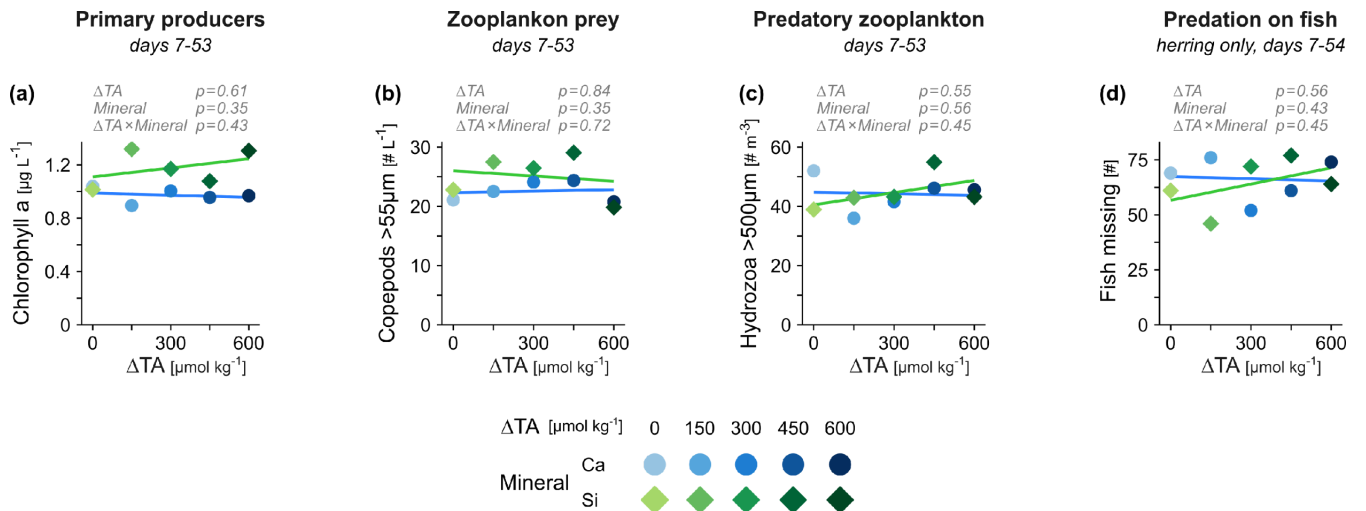 Primary producers
days 7-53
(a)
ΔTA p=0.61
Mineral p=0.35
ΔTA×Mineral p=0.43
Chlorophyll a [µg L⁻¹]
1.2
0.8
0.4
0
0 300 600
ΔTA [µmol kg⁻¹]
Zooplankon prey
days 7-53
(b)
ΔTA p=0.84
Mineral p=0.35
ΔTA×Mineral p=0.72
Copepods >55µm [# L⁻¹]
30
20
10
0
0 300 600
ΔTA [µmol kg⁻¹]
Predatory zooplankton
days 7-53
(c)
ΔTA p=0.55
Mineral p=0.56
ΔTA×Mineral p=0.45
Hydrozoa >500µm [# m⁻³]
60
40
20
0
0 300 600
ΔTA [µmol kg⁻¹]
Predation on fish
herring only, days 7-54
(d)
ΔTA p=0.56
Mineral p=0.43
ΔTA×Mineral p=0.45
Fish missing [#]
75
50
25
0
0 300 600
ΔTA [µmol kg⁻¹]
ΔTA [µmol kg⁻¹] 0 150 300 450 600
Mineral
Ca
Si